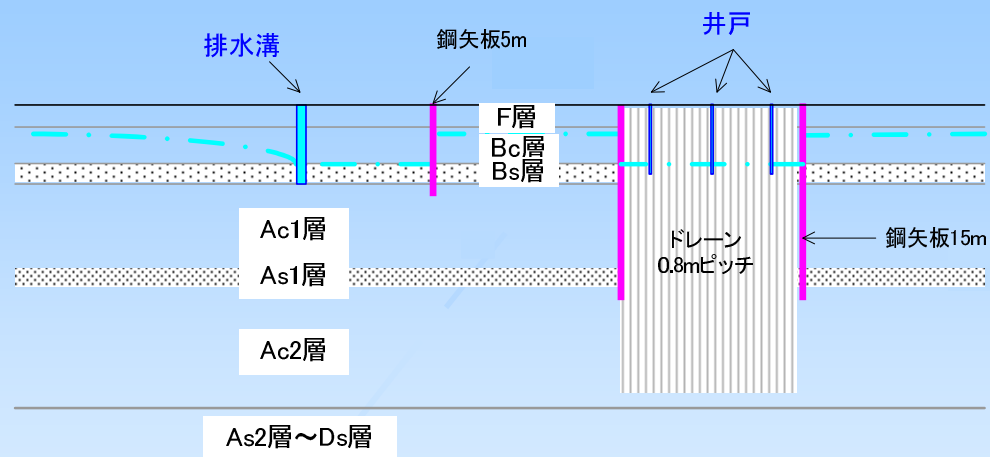 井戸
排水溝
鋼矢板5m
F層
Bc層
Bs層
Ac1層
ドレーン
0.8mピッチ
鋼矢板15m
As1層
Ac2層
As2層～Ds層